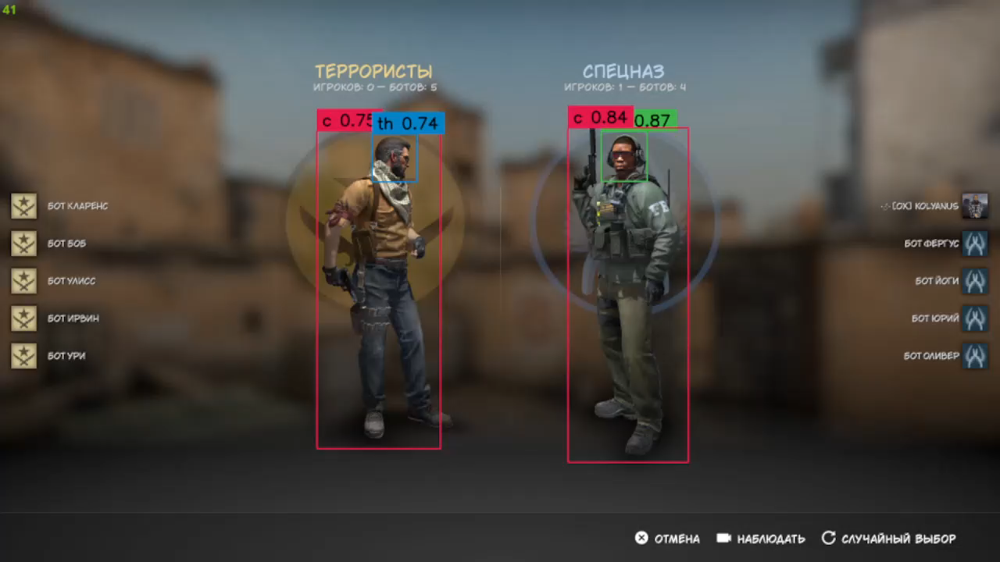 41
ТЕРРОРИСТЫ
ИГРОКОВ: 0 — БОТОВ: 5
СПЕЦНАЗ
ИГРОКОВ: 1 — БОТОВ: 4
c 0.75
th 0.74
c 0.84
0.87
БОТ КЛАРЕНС
БОТ БОБ
БОТ УЛИСС
БОТ ИРВИН
БОТ УРИ
[OX] KOLYANUS
БОТ ФЕРГУС
БОТ ЙОГИ
БОТ ЮРИЙ
БОТ ОЛИВЕР
ОТМЕНА
НАБЛЮДАТЬ
СЛУЧАЙНЫЙ ВЫБОР